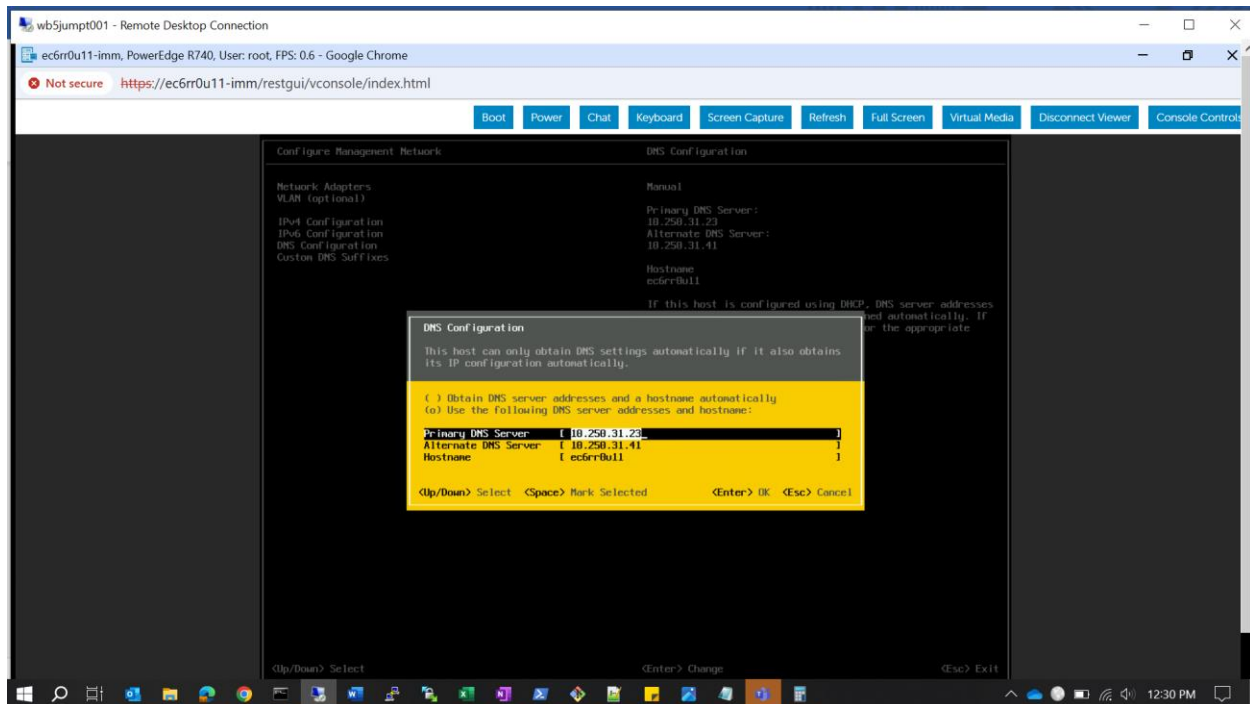 wb5jumpt001 - Remote Desktop Connection
ec6rr0u11-imm, PowerEdge R740, User: root, FPS: 0.6 - Google Chrome
Not secure https://ec6rr0u11-imm/restgui/vconsole/index.html
Boot Power Chat Keyboard Screen Capture Refresh Full Screen Virtual Media Disconnect Viewer Console Controls
Configure Management Network DNS Configuration
Network Adapters Manual
VLAN (optional)
Primary DNS Server:
IPv4 Configuration 10.250.31.23
IPv6 Configuration Alternate DNS Server:
DNS Configuration 10.250.31.41
Custom DNS Suffixes
Hostname
ec6rr0u11
If this host is configured using DHCP, DNS server addresses
ned automatically. If
or the appropriate
DNS Configuration
This host can only obtain DNS settings automatically if it also obtains
its IP configuration automatically.
( ) Obtain DNS server addresses and a hostname automatically
(o) Use the following DNS server addresses and hostname:
Primary DNS Server [ 10.250.31.23_ ]
Alternate DNS Server [ 10.250.31.41 ]
Hostname [ ec6rr0u11 ]
<Up/Down> Select <Space> Mark Selected <Enter> OK <Esc> Cancel
<Up/Down> Select <Enter> Change <Esc> Exit
12:30 PM